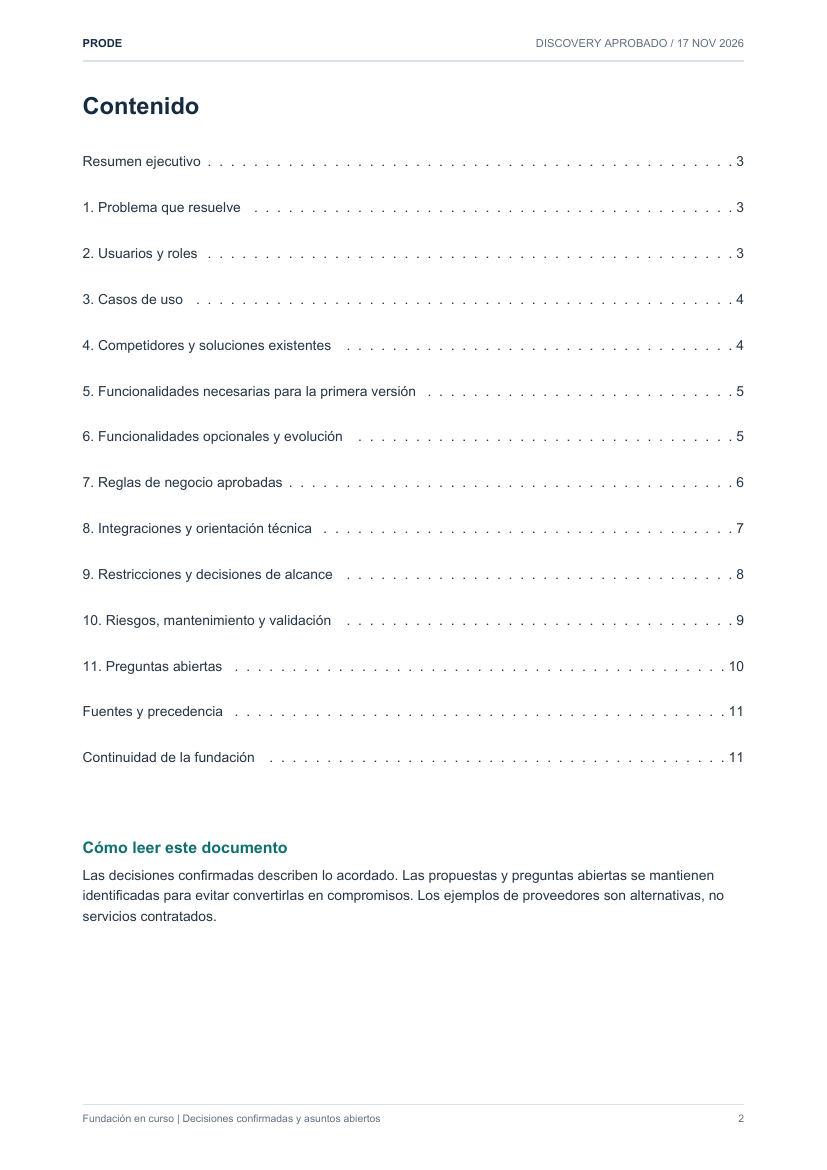 PRODE
DISCOVERY APROBADO / 17 NOV 2026
Contenido
Resumen ejecutivo . . . . . . . . . . . . . . . . . . . . . . . . . . . . . . . . . . . . . . . . . . . . . . 3
1. Problema que resuelve . . . . . . . . . . . . . . . . . . . . . . . . . . . . . . . . . . . . . . . . . . 3
2. Usuarios y roles . . . . . . . . . . . . . . . . . . . . . . . . . . . . . . . . . . . . . . . . . . . . . . 3
3. Casos de uso . . . . . . . . . . . . . . . . . . . . . . . . . . . . . . . . . . . . . . . . . . . . . . . 4
4. Competidores y soluciones existentes . . . . . . . . . . . . . . . . . . . . . . . . . . . . . . . . . . 4
5. Funcionalidades necesarias para la primera versión . . . . . . . . . . . . . . . . . . . . . . . . . . . 5
6. Funcionalidades opcionales y evolución . . . . . . . . . . . . . . . . . . . . . . . . . . . . . . . . . 5
7. Reglas de negocio aprobadas . . . . . . . . . . . . . . . . . . . . . . . . . . . . . . . . . . . . . . . 6
8. Integraciones y orientación técnica . . . . . . . . . . . . . . . . . . . . . . . . . . . . . . . . . . . . 7
9. Restricciones y decisiones de alcance . . . . . . . . . . . . . . . . . . . . . . . . . . . . . . . . . . 8
10. Riesgos, mantenimiento y validación . . . . . . . . . . . . . . . . . . . . . . . . . . . . . . . . . . 9
11. Preguntas abiertas . . . . . . . . . . . . . . . . . . . . . . . . . . . . . . . . . . . . . . . . . . . 10
Fuentes y precedencia . . . . . . . . . . . . . . . . . . . . . . . . . . . . . . . . . . . . . . . . . . . 11
Continuidad de la fundación . . . . . . . . . . . . . . . . . . . . . . . . . . . . . . . . . . . . . . . . 11
Cómo leer este documento
Las decisiones confirmadas describen lo acordado. Las propuestas y preguntas abiertas se mantienen
identificadas para evitar convertirlas en compromisos. Los ejemplos de proveedores son alternativas, no
servicios contratados.
Fundación en curso | Decisiones confirmadas y asuntos abiertos
2